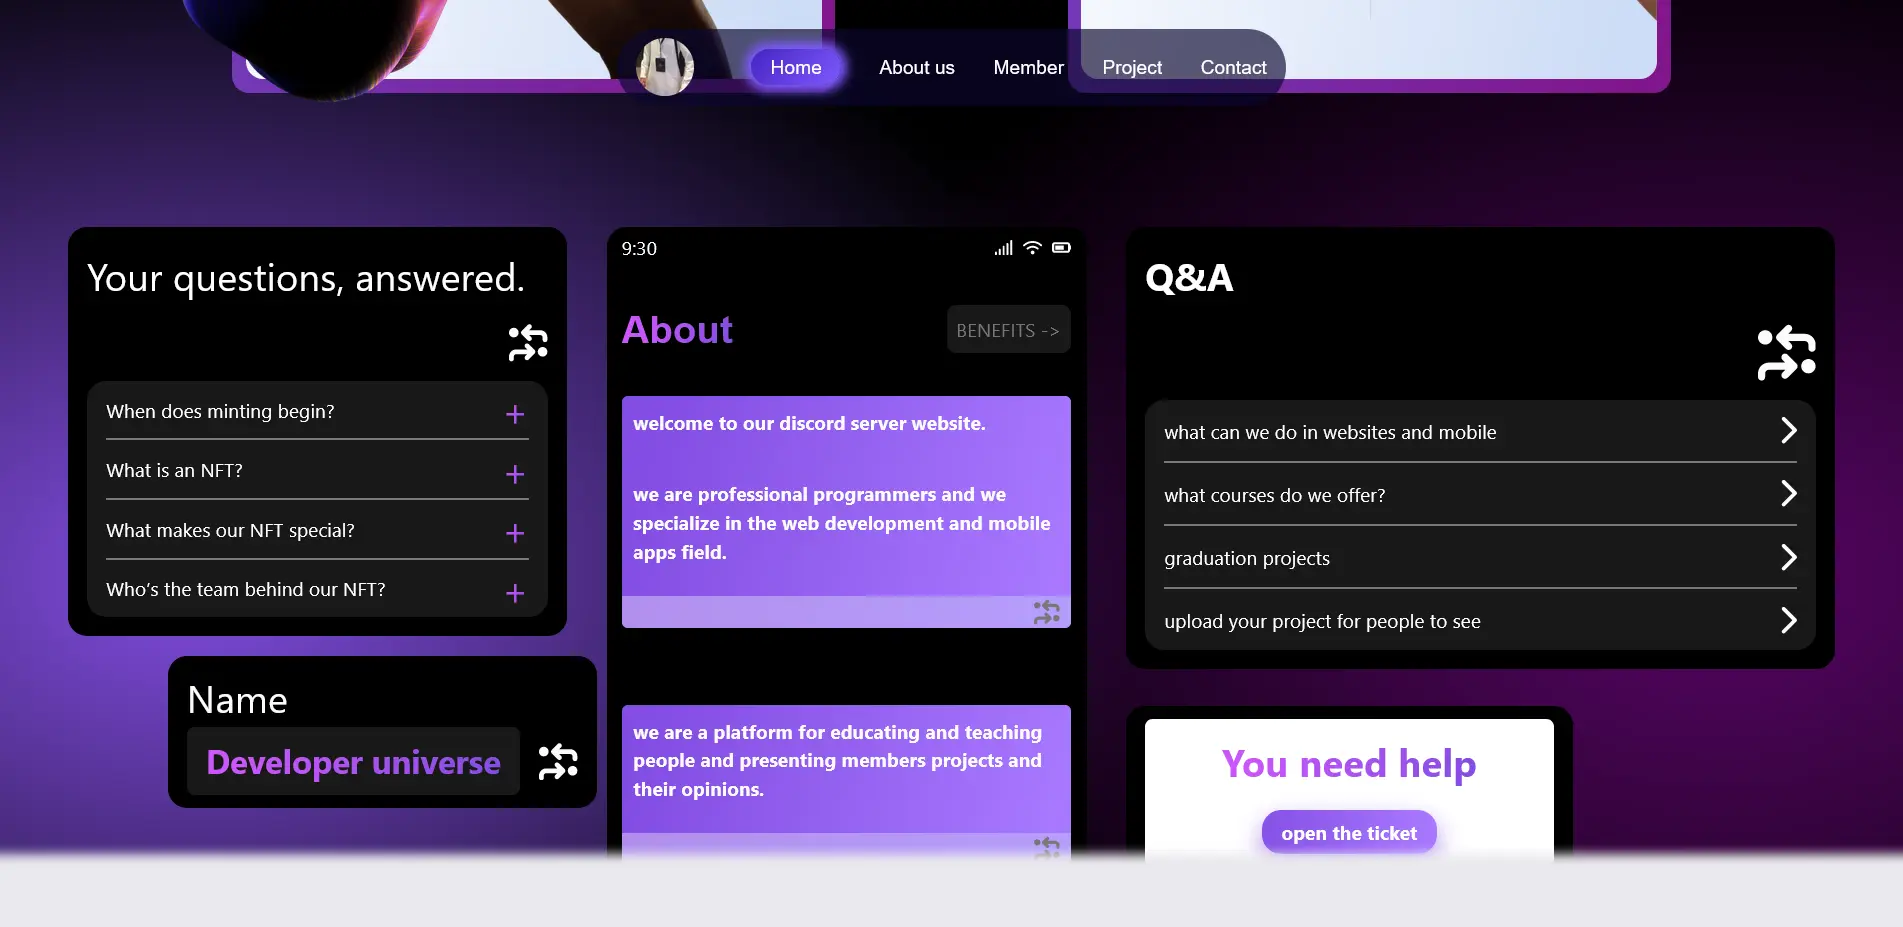 Home
About us
Member
Project
Contact
Your questions, answered.
When does minting begin?
What is an NFT?
What makes our NFT special?
Who's the team behind our NFT?
Name
Developer universe
9:30
About
BENEFITS ->
welcome to our discord server website.
we are professional programmers and we
specialize in the web development and mobile
apps field.
we are a platform for educating and teaching
people and presenting members projects and
their opinions.
Q&A
what can we do in websites and mobile
what courses do we offer?
graduation projects
upload your project for people to see
You need help
open the ticket